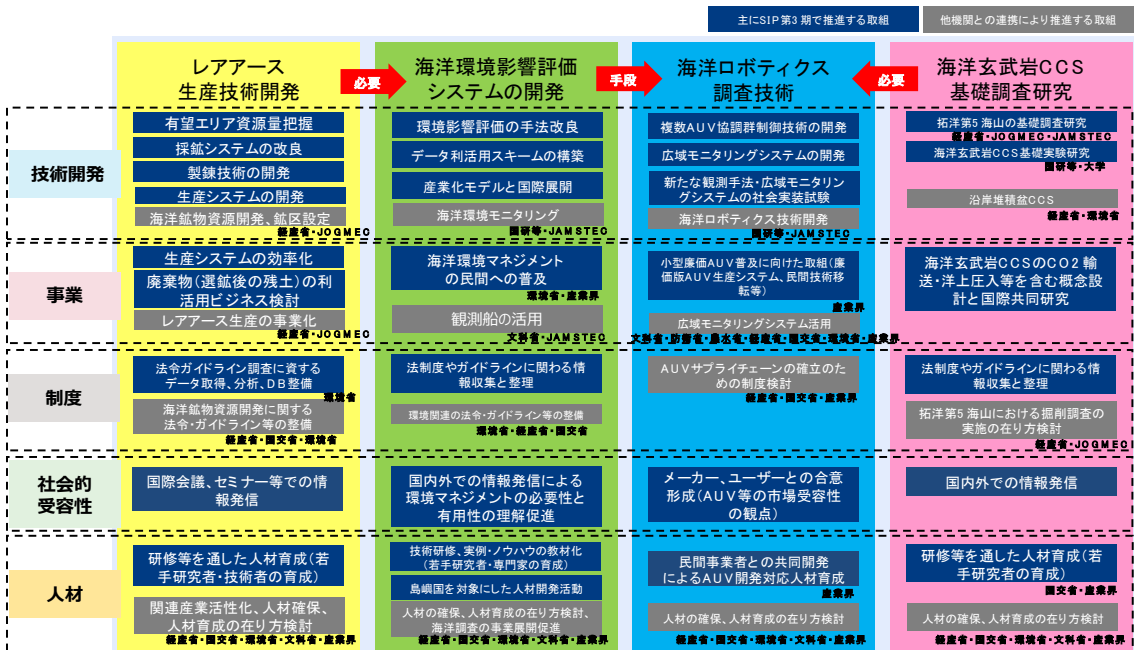 主にSIP第3期で推進する取組
他機関との連携により推進する取組
レアアース
生産技術開発
必要
海洋環境影響評価
システムの開発
手段
海洋ロボティクス
調査技術
必要
海洋玄武岩CCS
基礎調査研究
技術開発
有望エリア資源量把握
採鉱システムの改良
製錬技術の開発
生産システムの開発
海洋鉱物資源開発、鉱区設定
経産省・JOGMEC
環境影響評価の手法改良
データ利活用スキームの構築
産業化モデルと国際展開
海洋環境モニタリング
国研等・JAMSTEC
複数AUV協調群制御技術の開発
広域モニタリングシステムの開発
新たな観測手法・広域モニタリ
ングシステムの社会実装試験
海洋ロボティクス技術開発
国研等・JAMSTEC
拓洋第5海山の基礎調査研究
経産省・JOGMEC・JAMSTEC
海洋玄武岩CCS基礎実験研究
国研等・大学
沿岸堆積盆CCS
経産省・環境省
事業
生産システムの効率化
廃棄物(選鉱後の残土)の利
活用ビジネス検討
レアアース生産の事業化
経産省・JOGMEC
海洋環境マネジメント
の民間への普及
環境省・産業界
観測船の活用
文科省・JAMSTEC
小型廉価AUV普及に向けた取組(廉
価版AUV生産システム、民間技術移
転等)
産業界
広域モニタリングシステム活用
文科省・防衛省・農水省・経産省・国交省・環境省・産業界
海洋玄武岩CCSのCO2輸
送・洋上圧入等を含む概念設
計と国際共同研究
制度
法令ガイドライン調査に資する
データ取得、分析、DB整備
環境省
海洋鉱物資源開発に関する
法令・ガイドライン等の整備
経産省・国交省・環境省
法制度やガイドラインに関わる情
報収集と整理
環境関連の法令・ガイドライン等の整備
環境省・経産省・国交省
AUVサプライチェーンの確立のた
めの制度検討
経産省・国交省・産業界
法制度やガイドラインに関わる情
報収集と整理
拓洋第5海山における掘削調査の
実施の在り方検討
経産省・JOGMEC
社会的
受容性
国際会議、セミナー等での情
報発信
国内外での情報発信による
環境マネジメントの必要性と
有用性の理解促進
メーカー、ユーザーとの合意
形成(AUV等の市場受容性
の観点)
国内外での情報発信
人材
研修等を通した人材育成(若
手研究者・技術者の育成)
関連産業活性化、人材確保、
人材育成の在り方検討
経産省・国交省・環境省・文科省・産業界
技術研修、実例・ノウハウの教材化
(若手研究者・専門家の育成)
島嶼国を対象にした人材開発活動
人材の確保、人材育成の在り方検討、
海洋調査の事業展開促進
経産省・国交省・環境省・文科省・産業界
民間事業者との共同開発
によるAUV開発対応人材育成
産業界
人材の確保、人材育成の在り方検討
経産省・国交省・環境省・文科省・産業界
研修等を通した人材育成(若
手研究者の育成)
国交省・産業界
人材の確保、人材育成の在り方検討
経産省・国交省・環境省・文科省・産業界